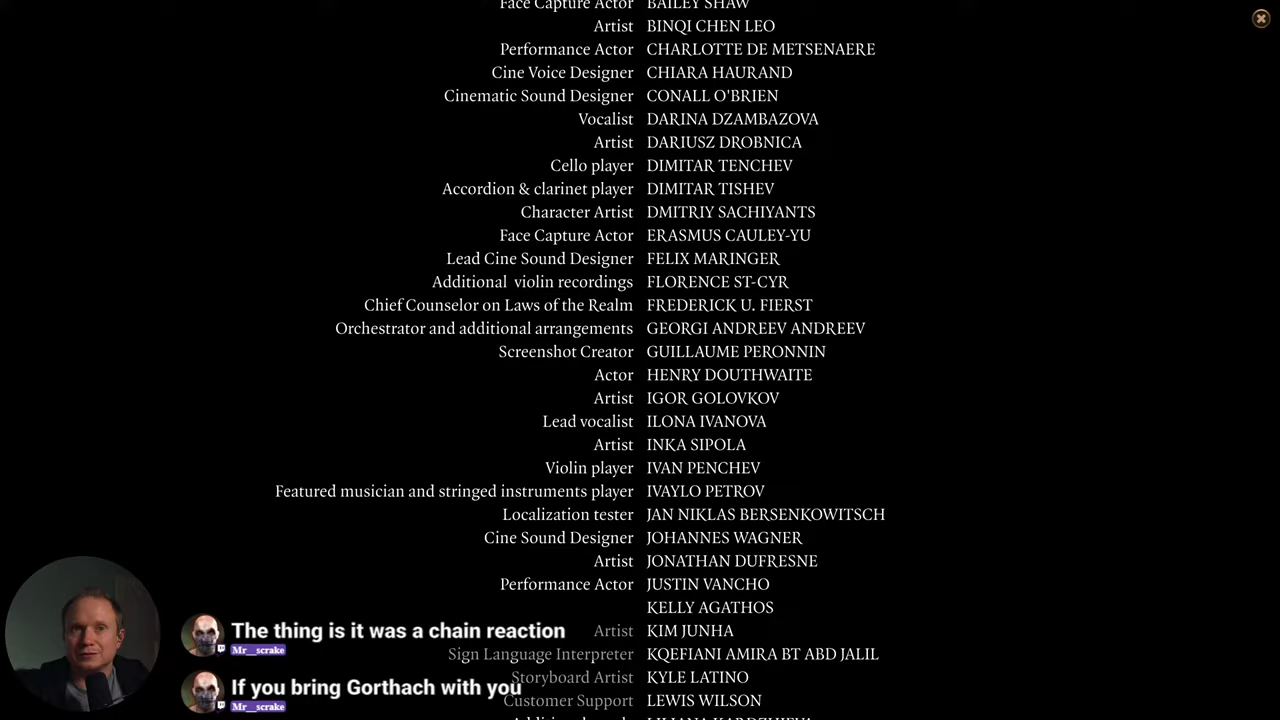 Face Capture Actor BAILEY SHAW
Artist BINQI CHEN LEO
Performance Actor CHARLOTTE DE METSENAERE
Cine Voice Designer CHIARA HAURAND
Cinematic Sound Designer CONALL O'BRIEN
Vocalist DARINA DZAMBAZOVA
Artist DARIUSZ DROBNICA
Cello player DIMITAR TENCHEV
Accordion & clarinet player DIMITAR TISHEV
Character Artist DMITRIY SACHIYANTS
Face Capture Actor ERASMUS CAULEY-YU
Lead Cine Sound Designer FELIX MARINGER
Additional violin recordings FLORENCE ST-CYR
Chief Counselor on Laws of the Realm FREDERICK U. FIERST
Orchestrator and additional arrangements GEORGI ANDREEV ANDREEV
Screenshot Creator GUILLAUME PERONNIN
Actor HENRY DOUTHWAITE
Artist IGOR GOLOVKOV
Lead vocalist ILONA IVANOVA
Artist INKA SIPOLA
Violin player IVAN PENCHEV
Featured musician and stringed instruments player IVAYLO PETROV
Localization tester JAN NIKLAS BERSENKOWITSCH
Cine Sound Designer JOHANNES WAGNER
Artist JONATHAN DUFRESNE
Performance Actor JUSTIN VANCHO
KELLY AGATHOS
Artist KIM JUNHA
Sign Language Interpreter KQEFIANI AMIRA BT ABD JALIL
Storyboard Artist KYLE LATINO
Customer Support LEWIS WILSON
The thing is it was a chain reaction
Mr__scrake
If you bring Gorthach with you
Mr__scrake